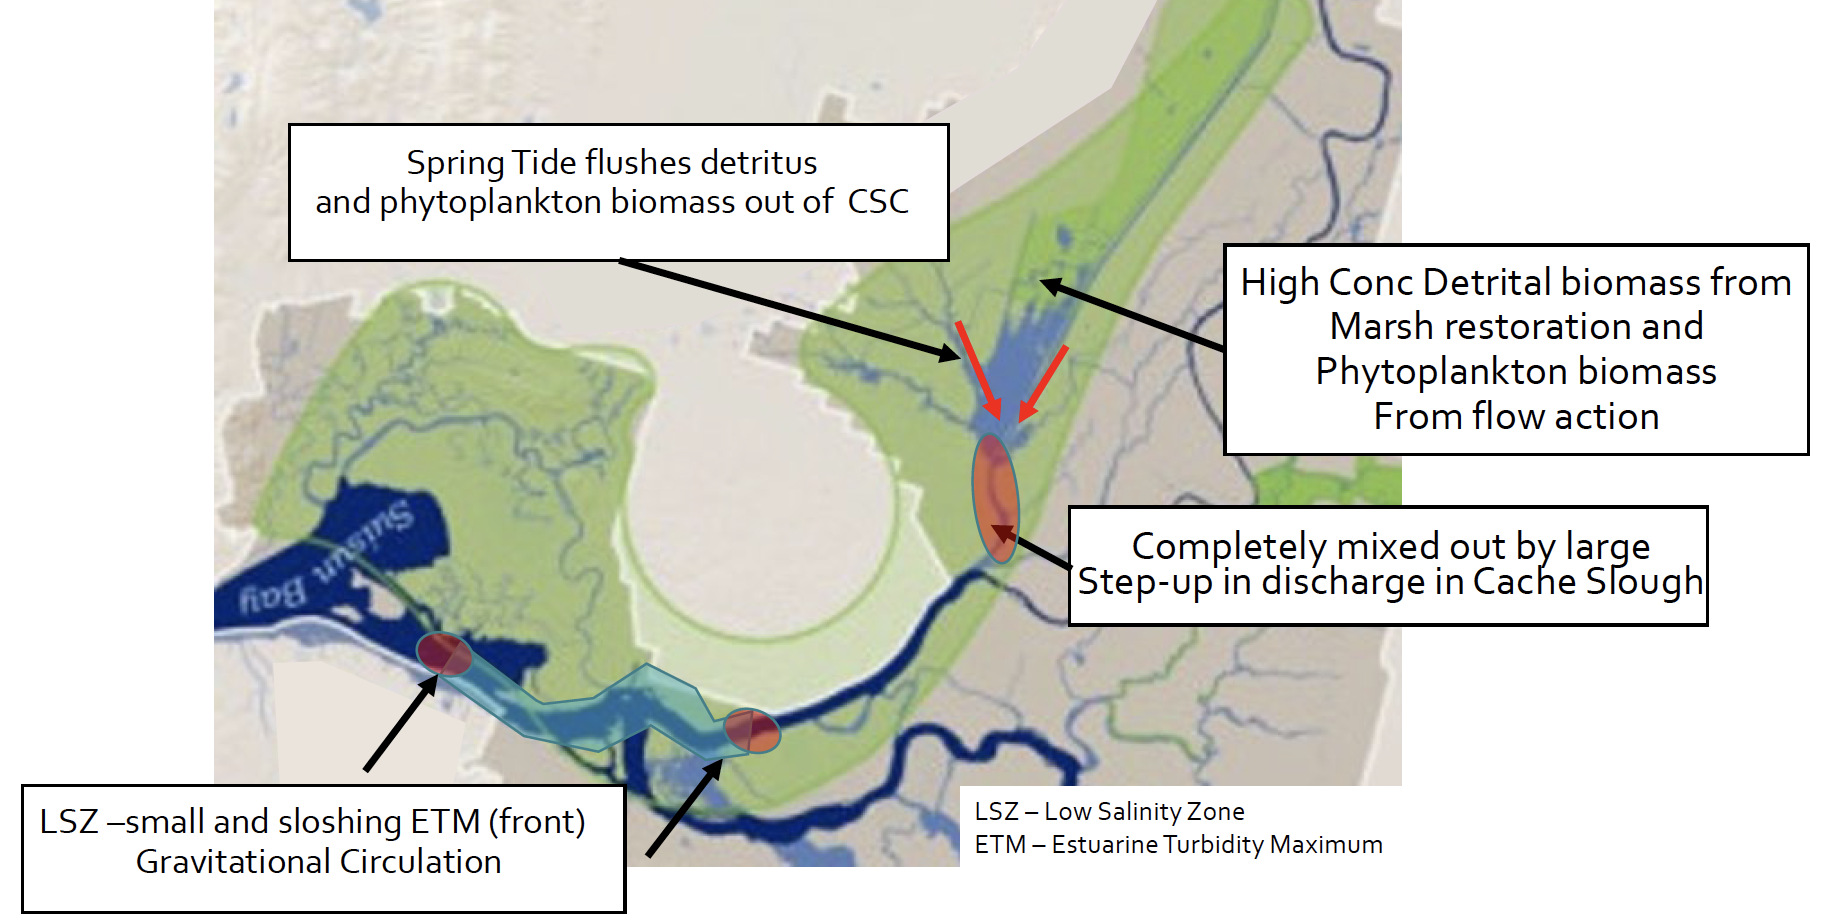 Spring Tide flushes detritus
and phytoplankton biomass out of CSC
High Conc Detrital biomass from
Marsh restoration and
Phytoplankton biomass
From flow action
Suisun Bay
Completely mixed out by large
Step-up in discharge in Cache Slough
LSZ –small and sloshing ETM (front)
Gravitational Circulation
LSZ – Low Salinity Zone
ETM – Estuarine Turbidity Maximum